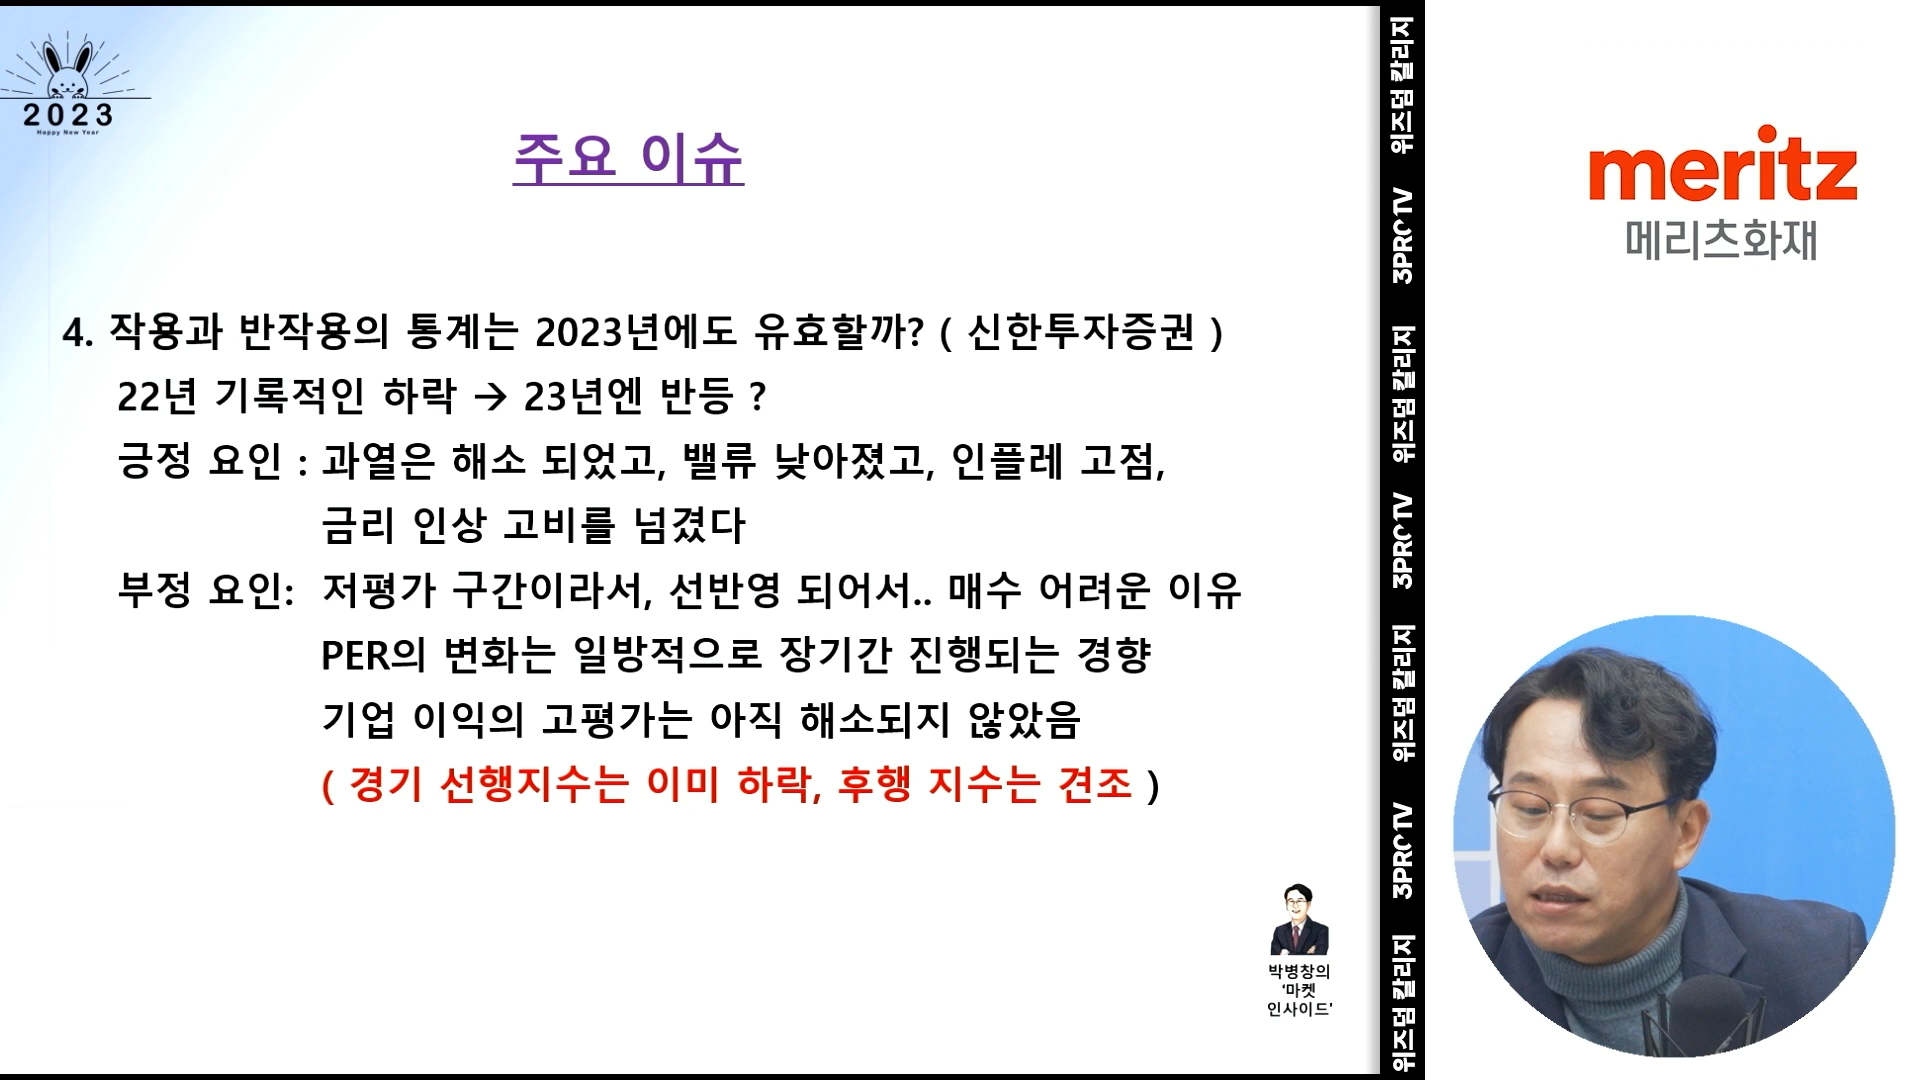 2023
Happy New Year
주요 이슈
4. 작용과 반작용의 통계는 2023년에도 유효할까? ( 신한투자증권 )
22년 기록적인 하락 → 23년엔 반등 ?
긍정 요인 : 과열은 해소 되었고, 밸류 낮아졌고, 인플레 고점,
금리 인상 고비를 넘겼다
부정 요인: 저평가 구간이라서, 선반영 되어서.. 매수 어려운 이유
PER의 변화는 일방적으로 장기간 진행되는 경향
기업 이익의 고평가는 아직 해소되지 않았음
( 경기 선행지수는 이미 하락, 후행 지수는 견조 )
박병창의
‘마켓
인사이드’
위즈덤 칼리지
3PROTV
위즈덤 칼리지
3PROTV
위즈덤 칼리지
3PROTV
위즈덤 칼리지
meritz
메리츠화재